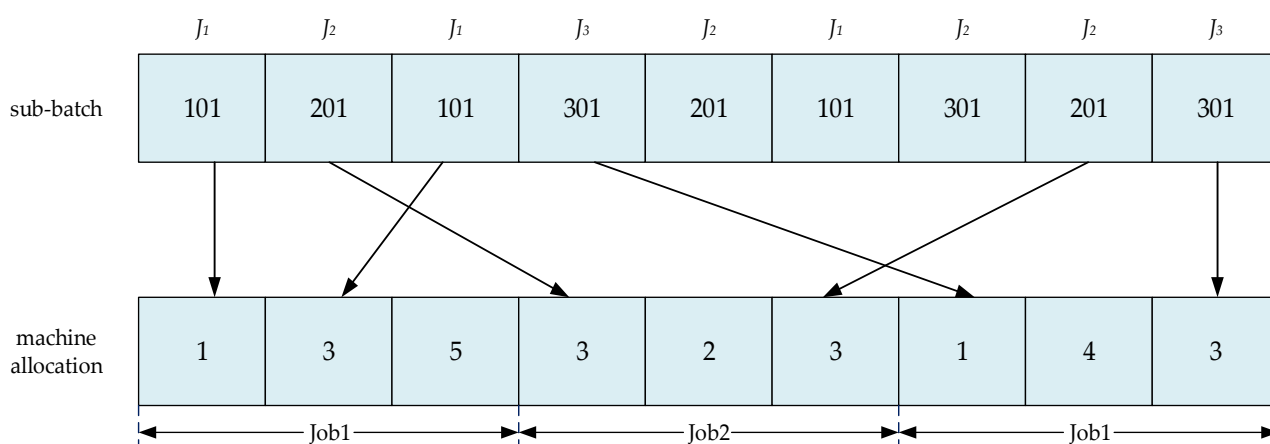 J1 J2 J1 J3 J2 J1 J2 J2 J3
sub-batch 101 201 101 301 201 101 301 201 301
machine
allocation
1 3 5 3 2 3 1 4 3
Job1 Job2 Job1